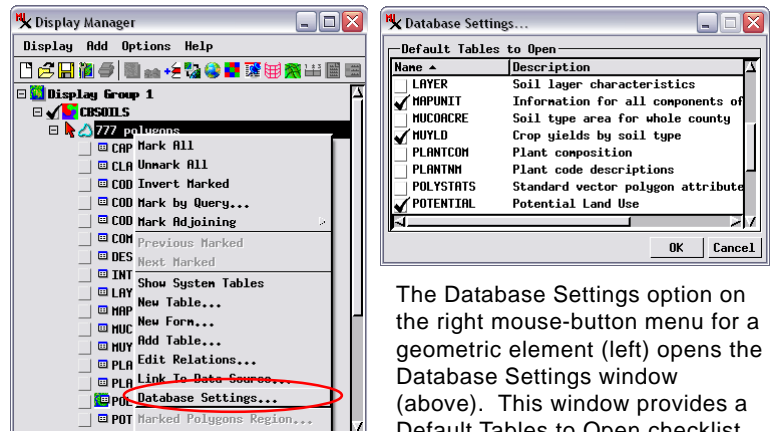 Display Manager
Display Add Options Help
Display Group 1
CBSOILS
777 polygons
CAP
CLA
COD
COD
COD
COM
DES
INT
LAY
MAP
MUC
MUY
PLA
PLA
POL
POT
Mark All
Unmark All
Invert Marked
Mark by Query...
Mark Adjoining
Previous Marked
Next Marked
Show System Tables
New Table...
New Form...
Add Table...
Edit Relations...
Link To Data Source...
Database Settings...
Marked Polygons Region...
Database Settings...
Default Tables to Open
Name Description
LAYER Soil layer characteristics
MAPUNIT Information for all components of
MUCOACRE Soil type area for whole county
MUYLD Crop yields by soil type
PLANTCOM Plant composition
PLANTNM Plant code descriptions
POLYSTATS Standard vector polygon attribute
POTENTIAL Potential Land Use
OK Cancel
The Database Settings option on
the right mouse-button menu for a
geometric element (left) opens the
Database Settings window
(above). This window provides a
Default Tables to Open checklist